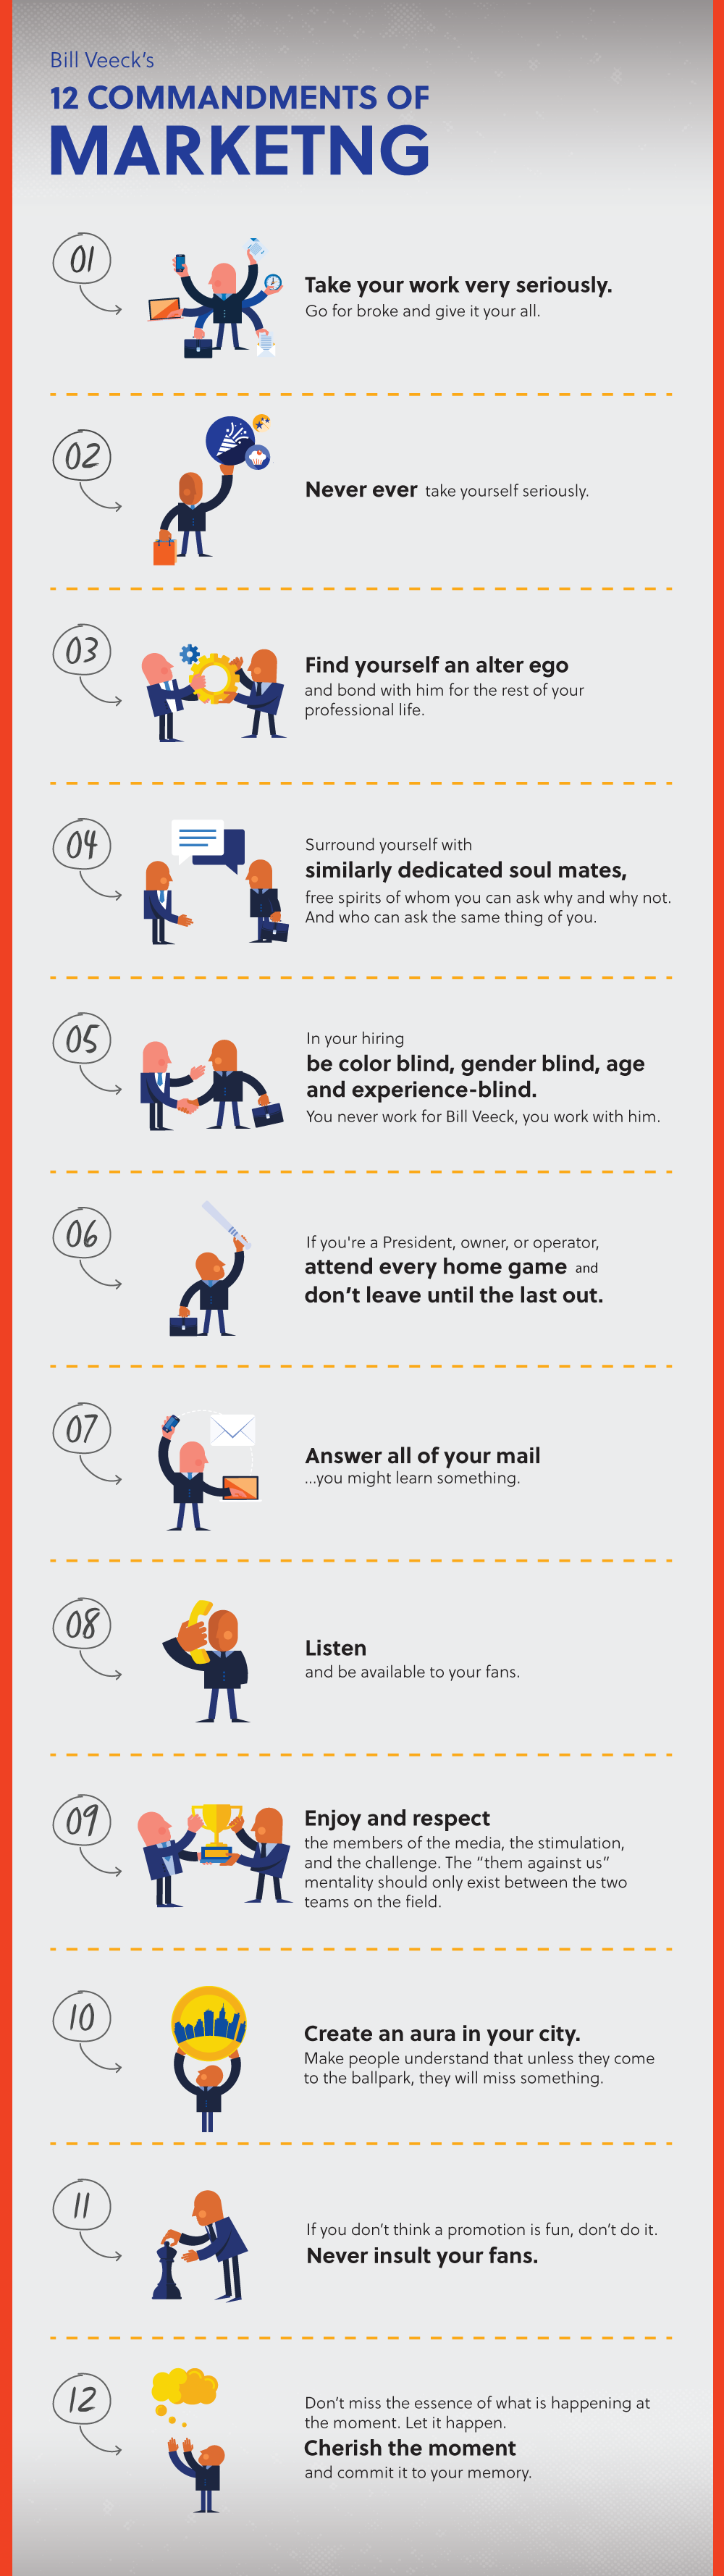 Bill Veeck's
12 COMMANDMENTS OF
MARKETNG
01
Take your work very seriously.
Go for broke and give it your all.
02
Never ever take yourself seriously.
03
Find yourself an alter ego
and bond with him for the rest of your
professional life.
04
Surround yourself with
similarly dedicated soul mates,
free spirits of whom you can ask why and why not.
And who can ask the same thing of you.
05
In your hiring
be color blind, gender blind, age
and experience-blind.
You never work for Bill Veeck, you work with him.
06
If you're a President, owner, or operator,
attend every home game and
don't leave until the last out.
07
Answer all of your mail
...you might learn something.
08
Listen
and be available to your fans.
09
Enjoy and respect
the members of the media, the stimulation,
and the challenge. The “them against us”
mentality should only exist between the two
teams on the field.
10
Create an aura in your city.
Make people understand that unless they come
to the ballpark, they will miss something.
11
If you don't think a promotion is fun, don't do it.
Never insult your fans.
12
Don't miss the essence of what is happening at
the moment. Let it happen.
Cherish the moment
and commit it to your memory.